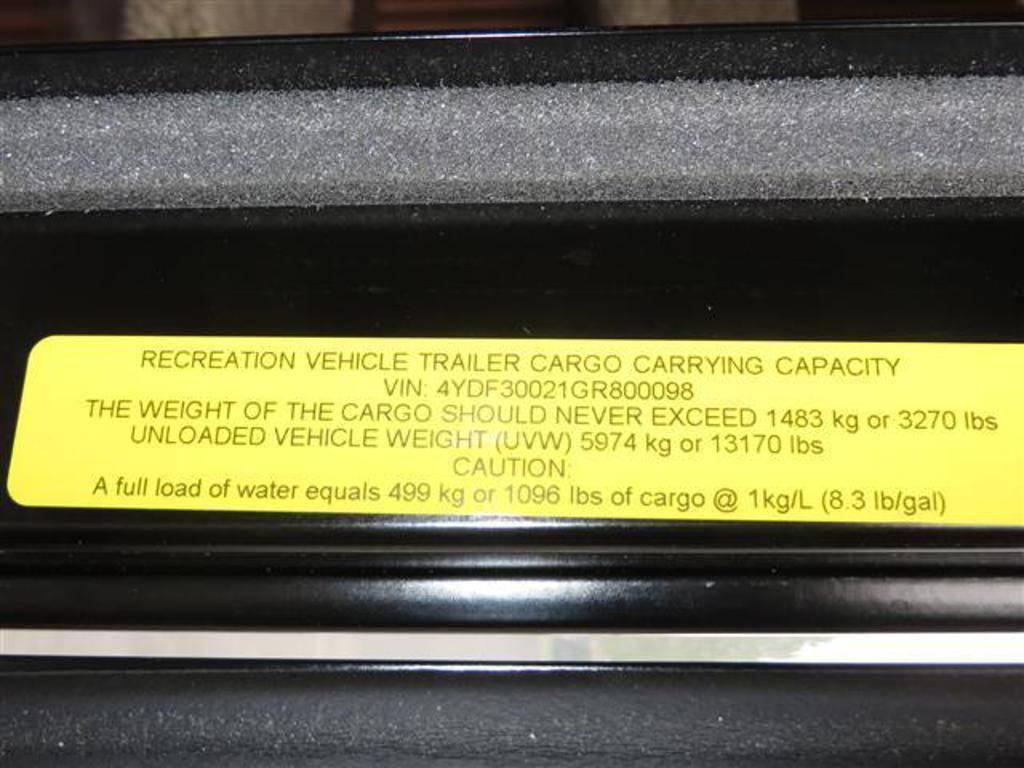 RECREATION VEHICLE TRAILER CARGO CARRYING CAPACITY
VIN: 4YDF30021GR800098
THE WEIGHT OF THE CARGO SHOULD NEVER EXCEED 1483 kg or 3270 lbs
UNLOADED VEHICLE WEIGHT (UVW) 5974 kg or 13170 lbs
CAUTION:
A full load of water equals 499 kg or 1096 lbs of cargo @ 1kg/L (8.3 lb/gal)